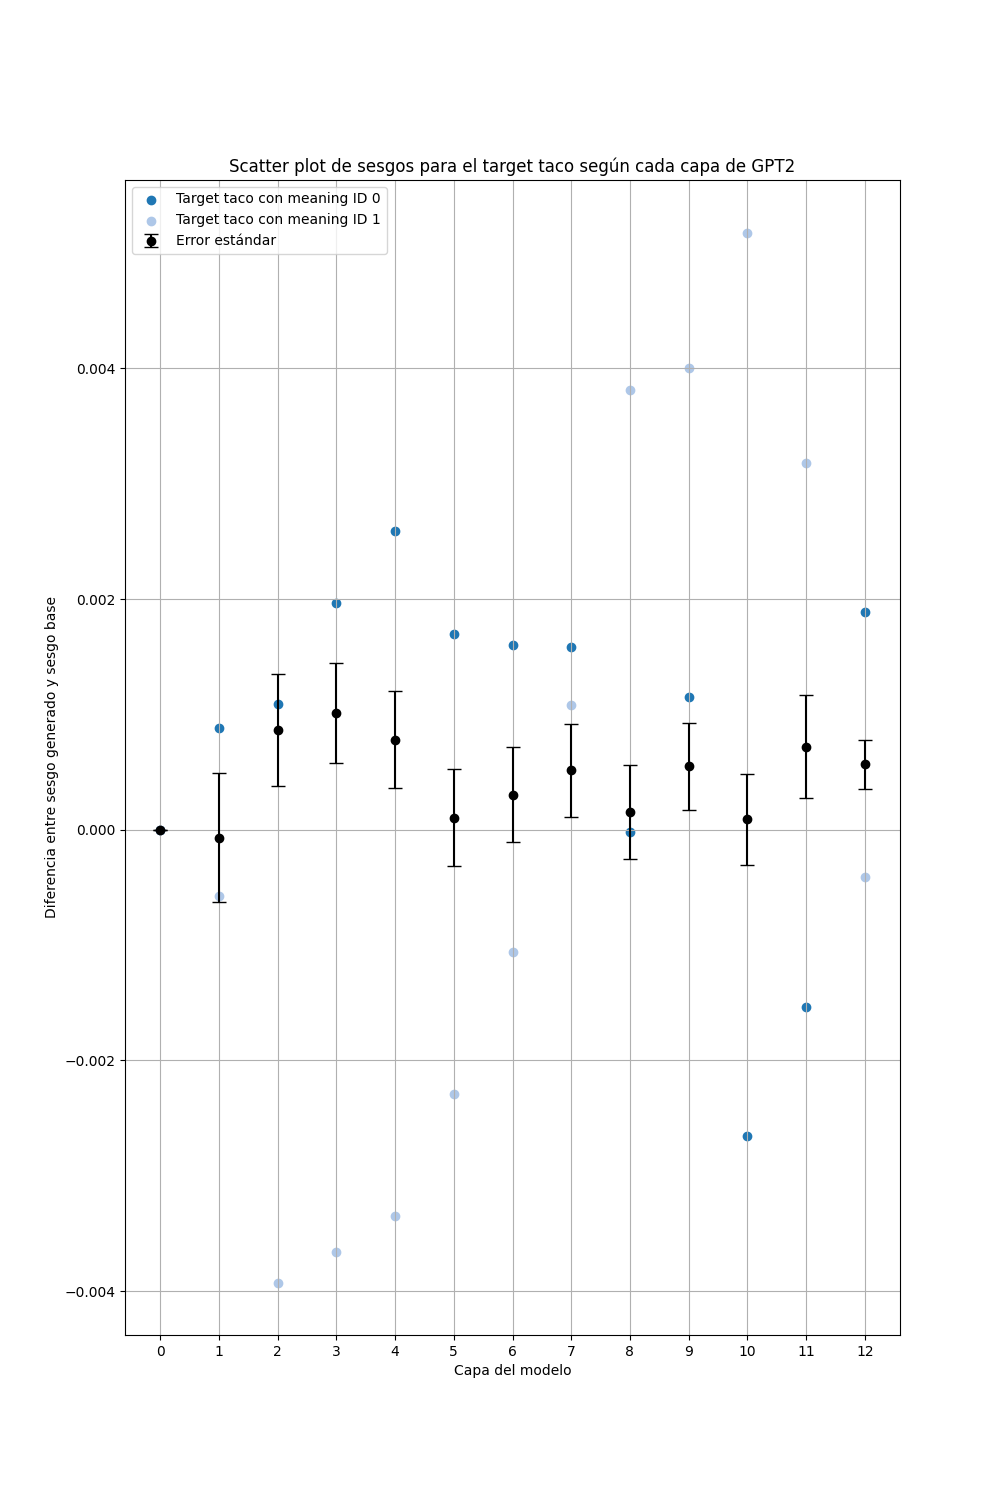 Scatter plot de sesgos para el target taco según cada capa de GPT2
Target taco con meaning ID 0
Target taco con meaning ID 1
Error estándar
Diferencia entre sesgo generado y sesgo base
0.004
0.002
0.000
−0.002
−0.004
0 1 2 3 4 5 6 7 8 9 10 11 12
Capa del modelo